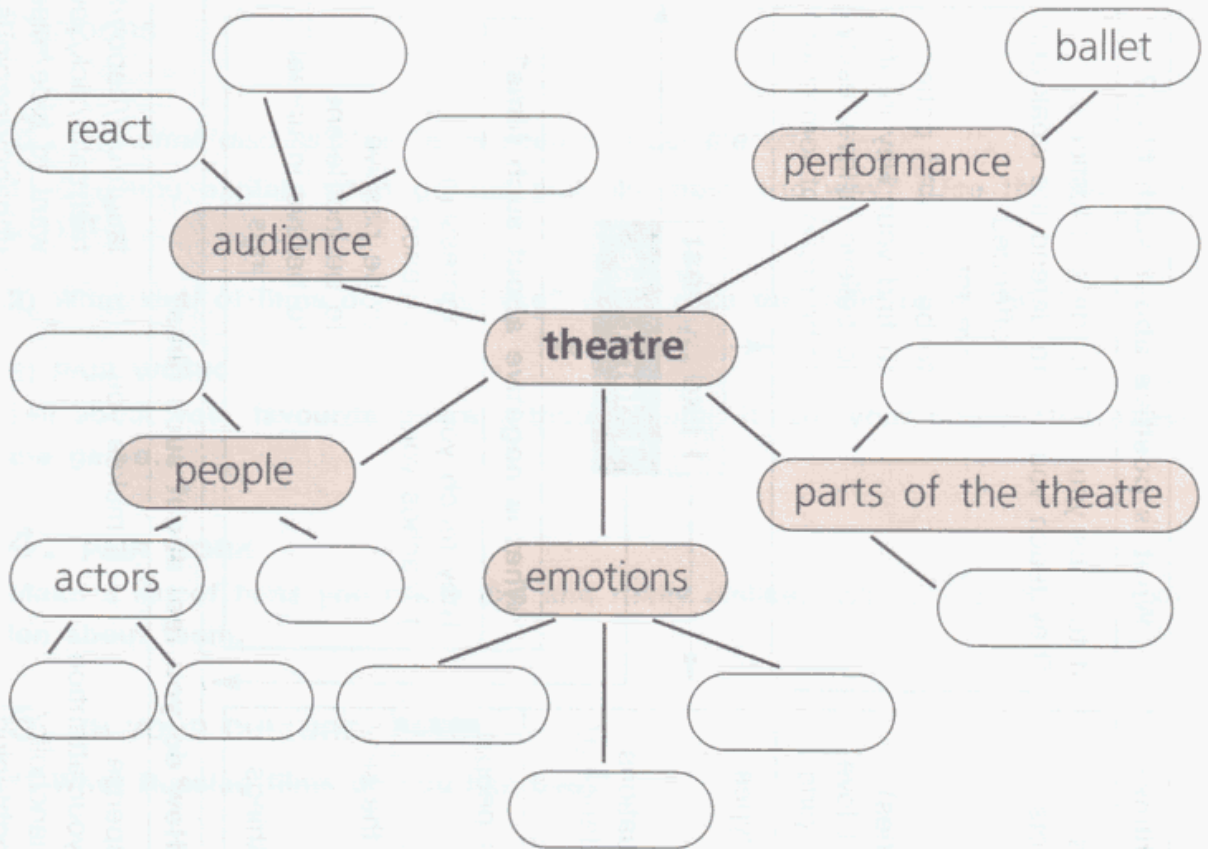 ballet
react
performance
audience
theatre
people
parts of the theatre
actors
emotions